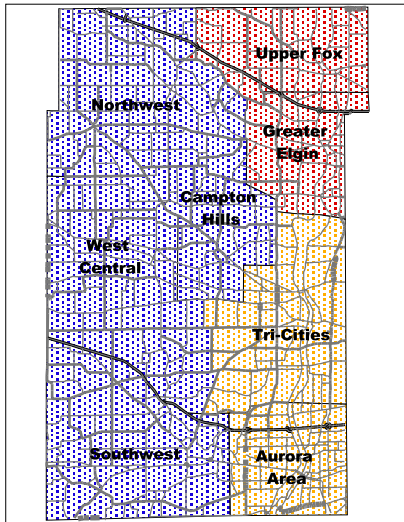 Upper Fox
Northwest
Greater
Elgin
Campton
Hills
West
Central
Tri-Cities
Southwest
Aurora
Area